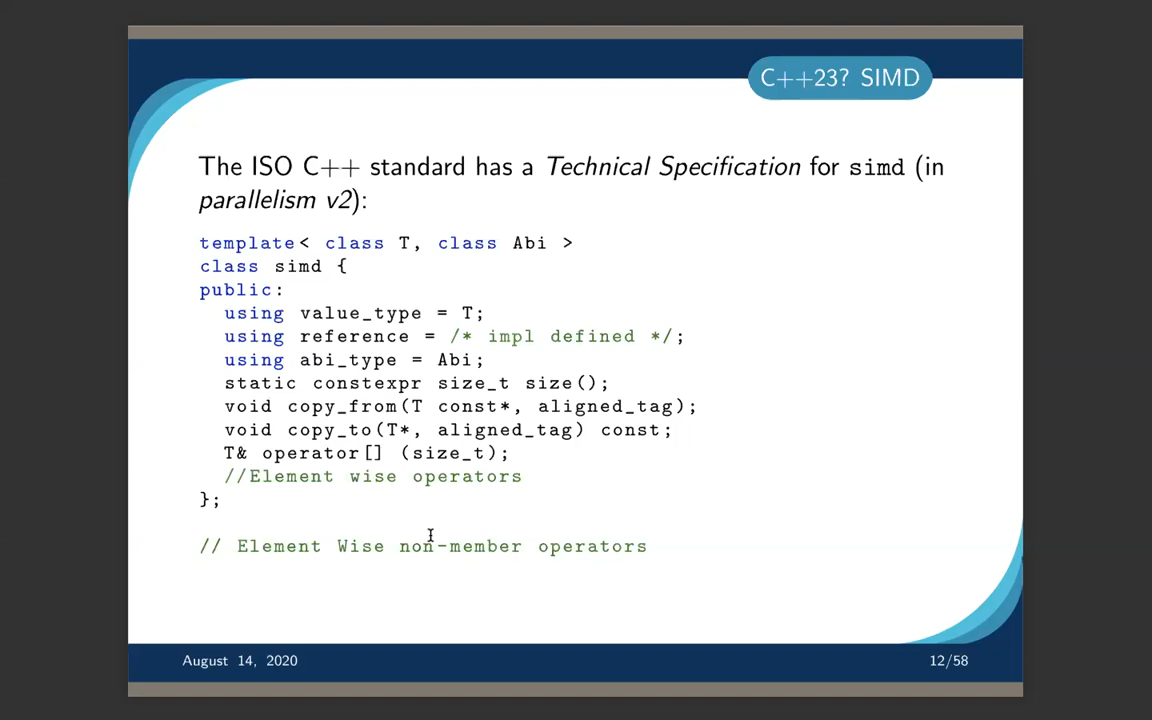 C++23? SIMD
The ISO C++ standard has a Technical Specification for simd (in
parallelism v2):
template< class T, class Abi >
class simd {
public:
using value_type = T;
using reference = /* impl defined */;
using abi_type = Abi;
static constexpr size_t size();
void copy_from(T const*, aligned_tag);
void copy_to(T*, aligned_tag) const;
T& operator[] (size_t);
//Element wise operators
};
// Element Wise non-member operators
August 14, 2020
12/58